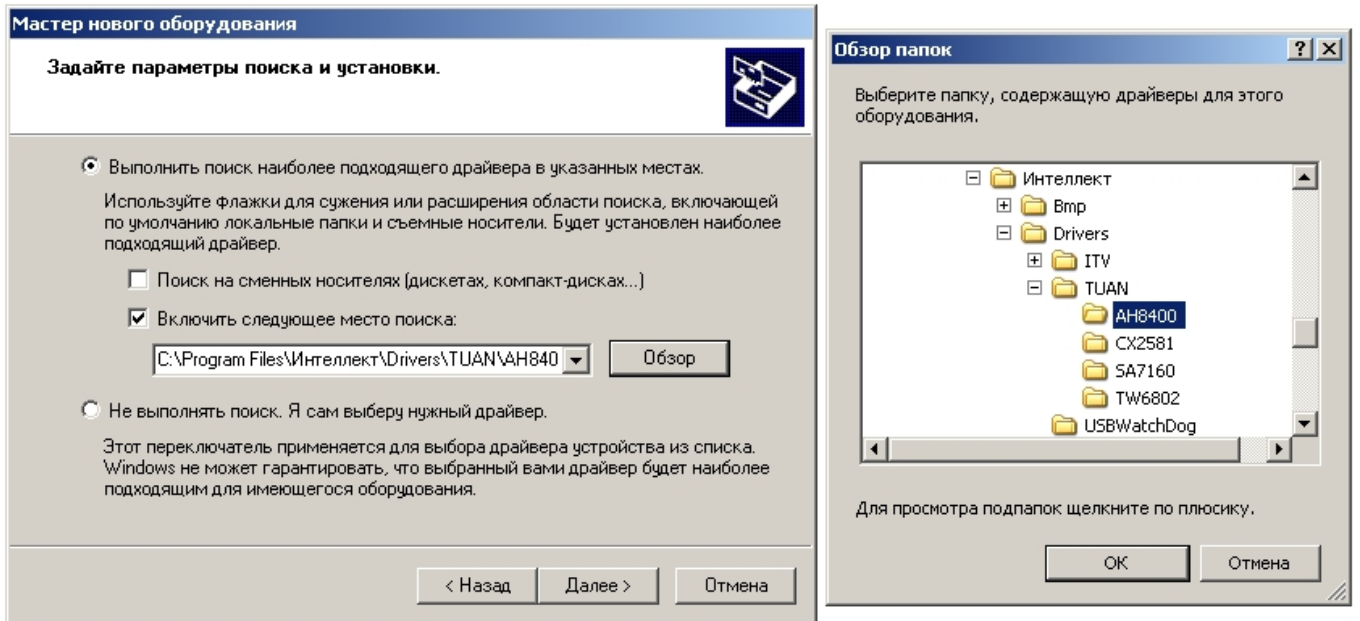 Мастер нового оборудования
Задайте параметры поиска и установки.
Выполнить поиск наиболее подходящего драйвера в указанных местах.
Используйте флажки для сужения или расширения области поиска, включающей
по умолчанию локальные папки и съемные носители. Будет установлен наиболее
подходящий драйвер.
Поиск на сменных носителях (дискетах, компакт-дисках...)
Включить следующее место поиска:
C:\Program Files\Интеллект\Drivers\TUAN\AH840
Обзор
Не выполнять поиск. Я сам выберу нужный драйвер.
Этот переключатель применяется для выбора драйвера устройства из списка.
Windows не может гарантировать, что выбранный вами драйвер будет наиболее
подходящим для имеющегося оборудования.
< Назад
Далее >
Отмена
Обзор папок
Выберите папку, содержащую драйверы для этого
оборудования.
Интеллект
Bmp
Drivers
ITV
TUAN
AH8400
CX2581
SA7160
TW6802
USBWatchDog
Для просмотра подпапок щелкните по плюсику.
ОК
Отмена